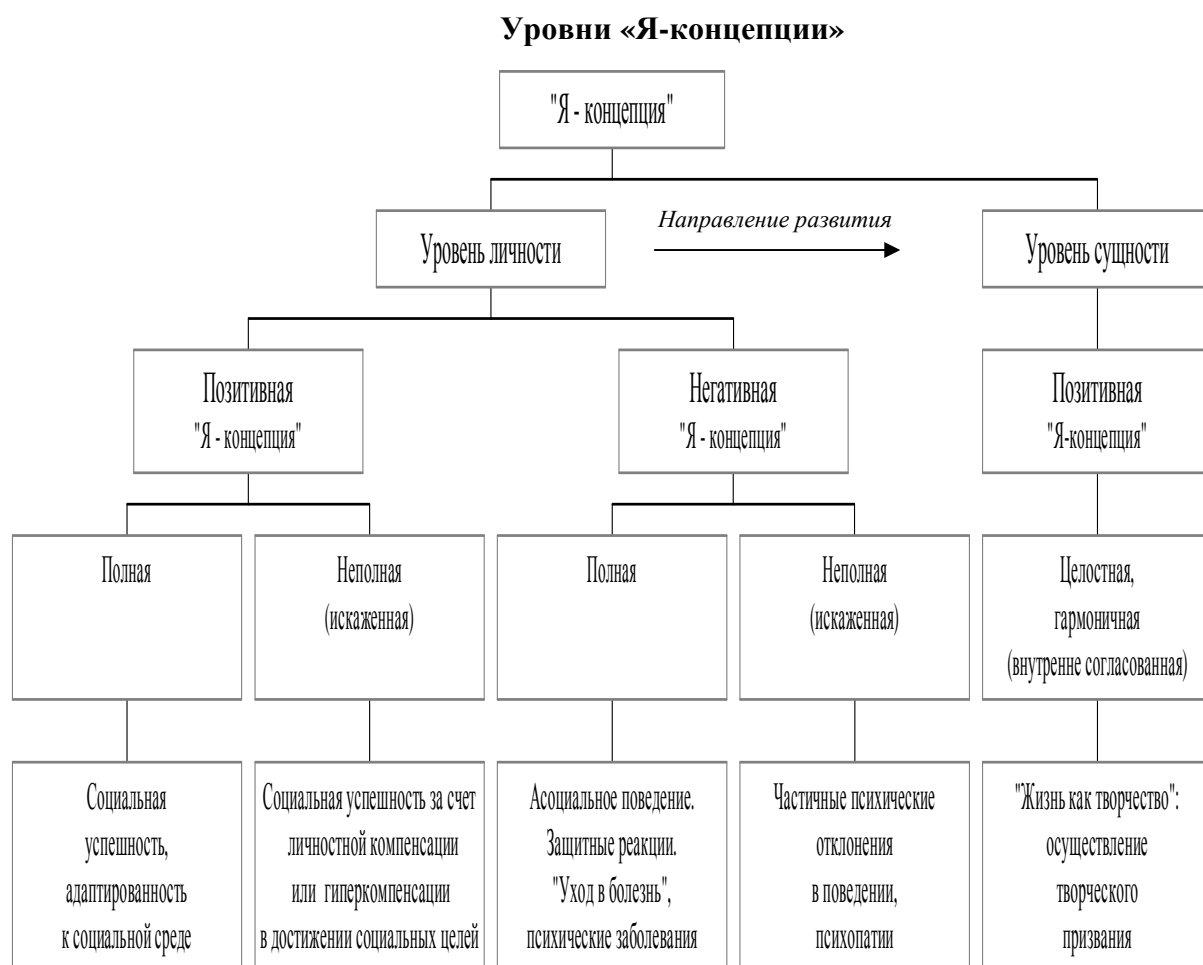 Уровни «Я-концепции»
"Я - концепция"
Уровень личности
Направление развития
Уровень сущности
Позитивная
"Я - концепция"
Негативная
"Я - концепция"
Позитивная
"Я-концепция"
Полная
Неполная
(искаженная)
Полная
Неполная
(искаженная)
Целостная,
гармоничная
(внутренне согласованная)
Социальная
успешность,
адаптированность
к социальной среде
Социальная успешность за счет
личностной компенсации
или гиперкомпенсации
в достижении социальных целей
Асоциальное поведение.
Защитные реакции.
"Уход в болезнь",
психические заболевания
Частичные психические
отклонения
в поведении,
психопатии
"Жизнь как творчество":
осуществление
творческого
призвания